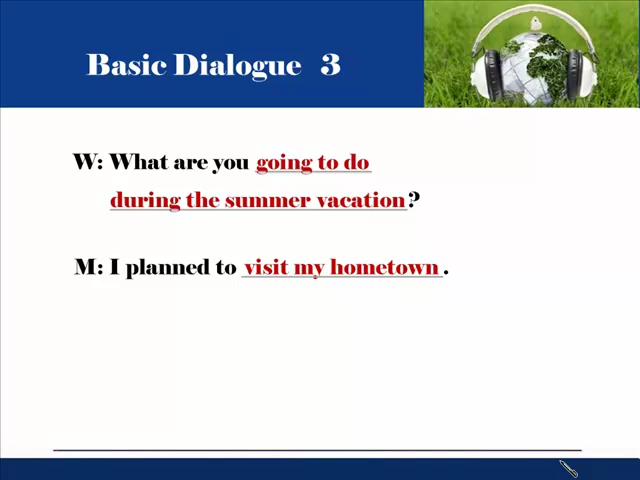 Basic Dialogue 3
W: What are you going to do
during the summer vacation?
M: I planned to visit my hometown.